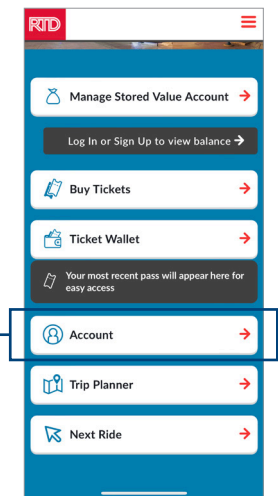 RTD
Manage Stored Value Account
Log In or Sign Up to view balance
Buy Tickets
Ticket Wallet
Your most recent pass will appear here for
easy access
Account
Trip Planner
Next Ride